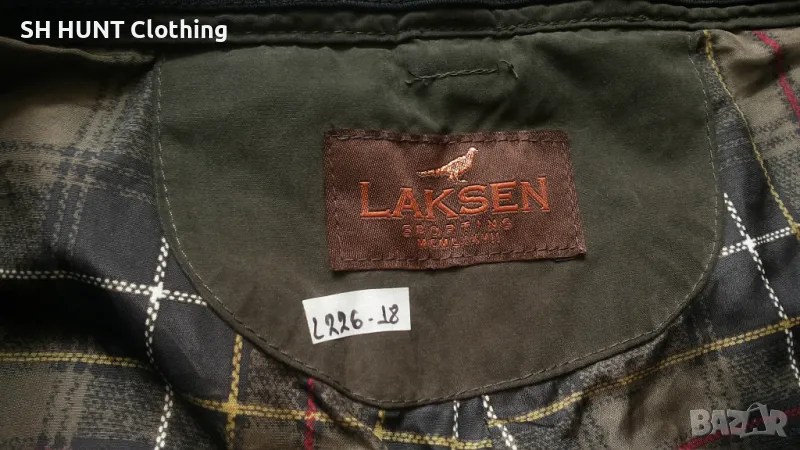 SH HUNT Clothing
LAKSEN
SPORTING
L226-18
BAZAR